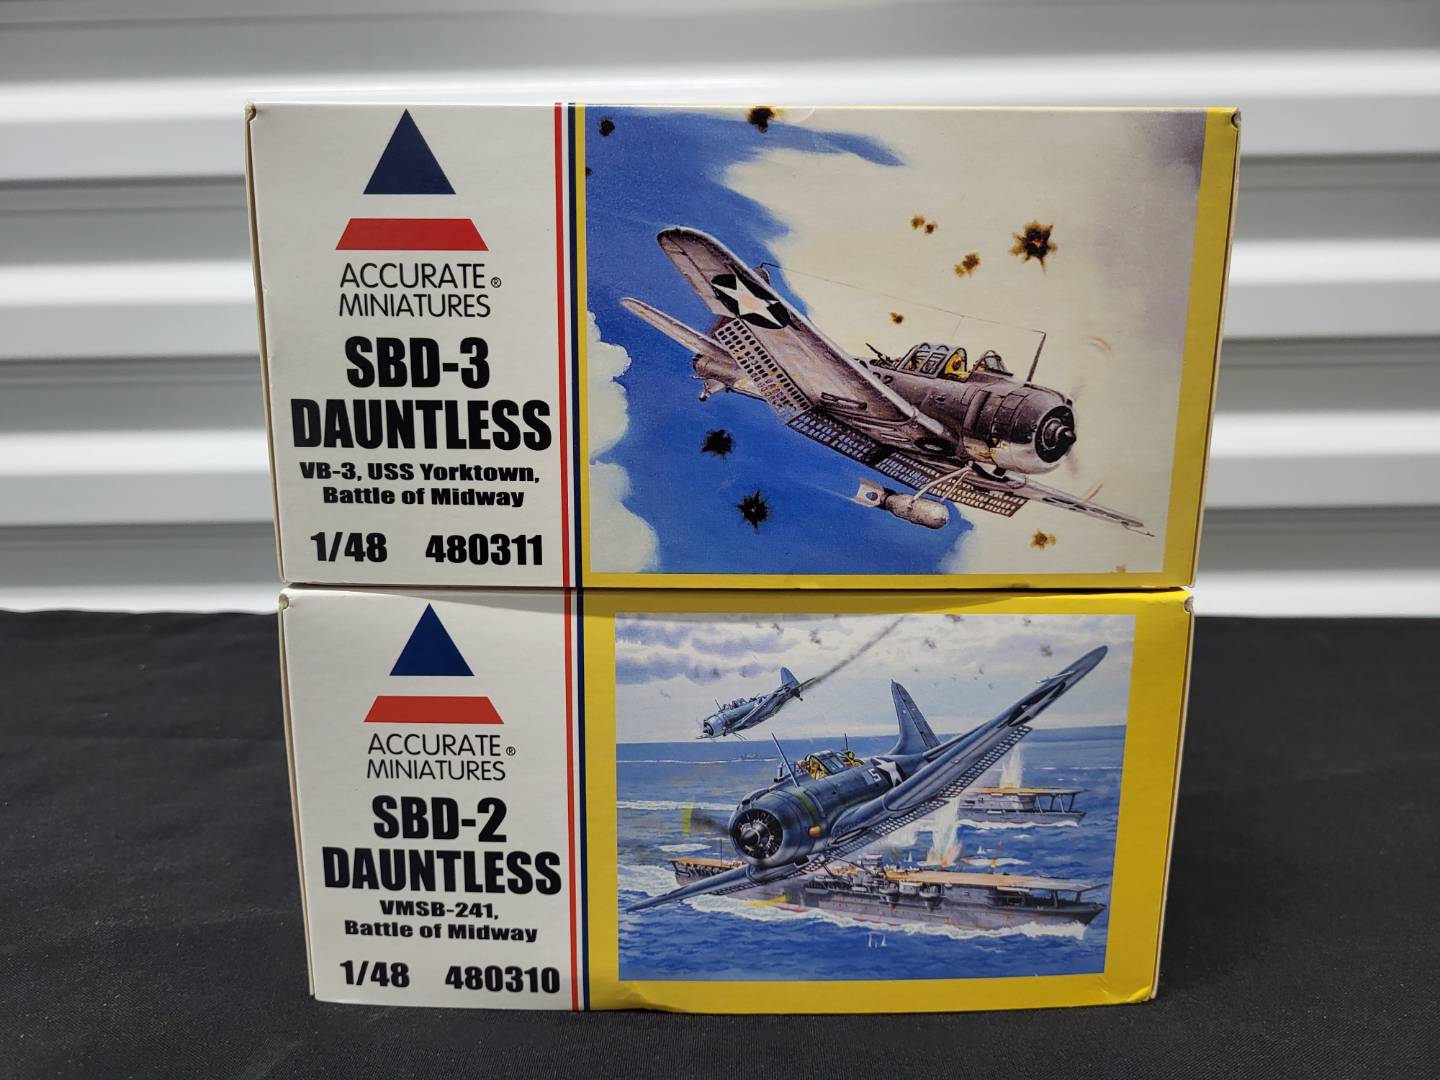 ACCURATE ®
MINIATURES
SBD-3
DAUNTLESS
VB-3, USS Yorktown,
Battle of Midway
1/48 480311
ACCURATE ®
MINIATURES
SBD-2
DAUNTLESS
VMSB-241,
Battle of Midway
1/48 480310